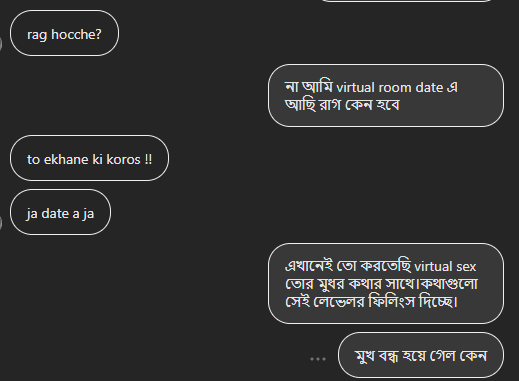 rag hocche?
না আমি virtual room date এ
আছি রাগ কেন হবে
to ekhane ki koros !!
ja date a ja
এখানেই তো করতেছি virtual sex
তোর মুধর কথার সাথে।কথাগুলো
সেই লেভেলর ফিলিংস দিচ্ছে।
মুখ বন্ধ হয়ে গেল কেন